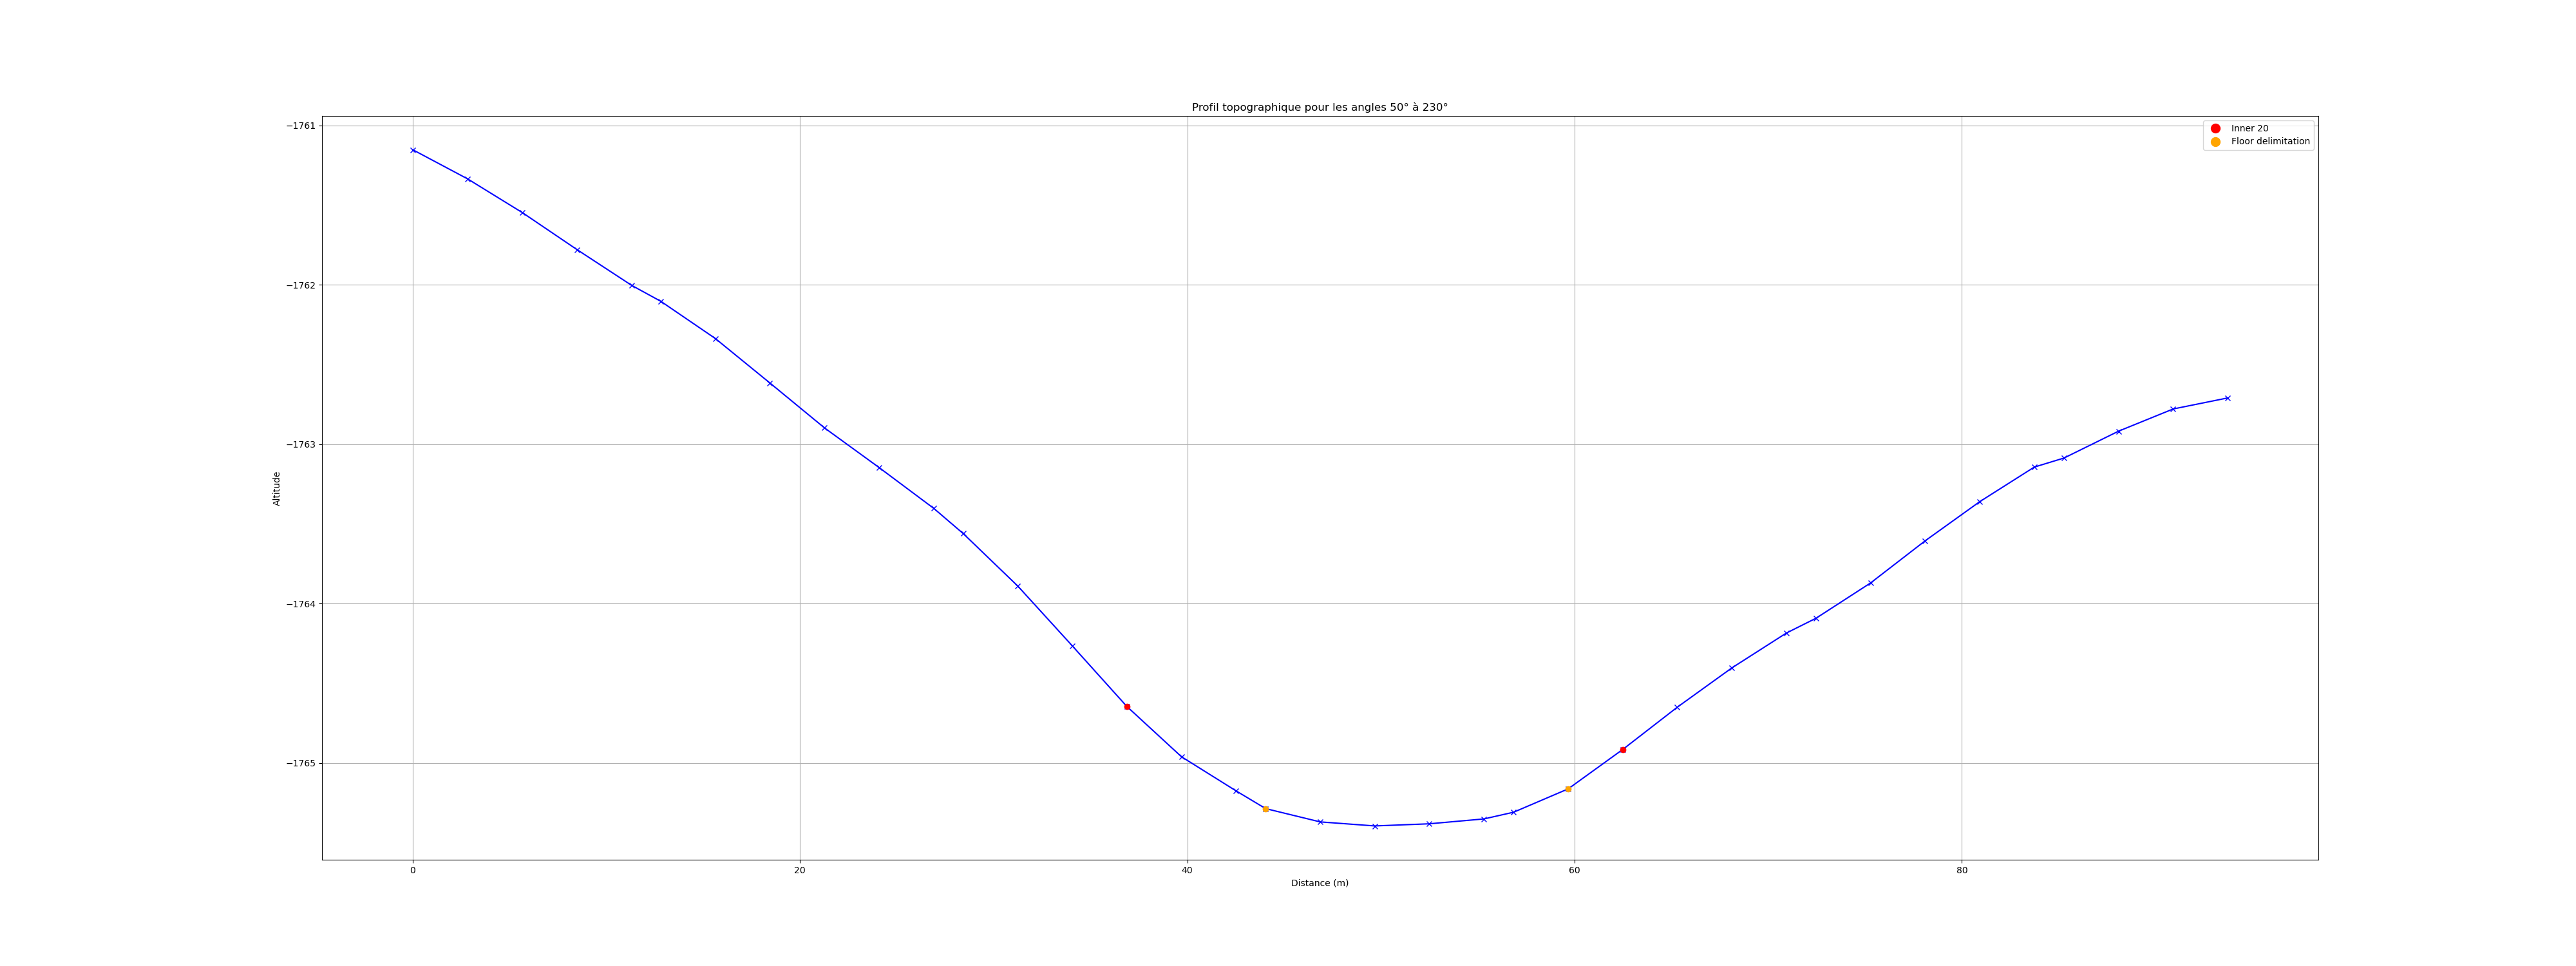 Profil topographique pour les angles 50° à 230°
−1761
Inner 20
Floor delimitation
−1762
−1763
Altitude
−1764
−1765
0 20 40 60 80
Distance (m)